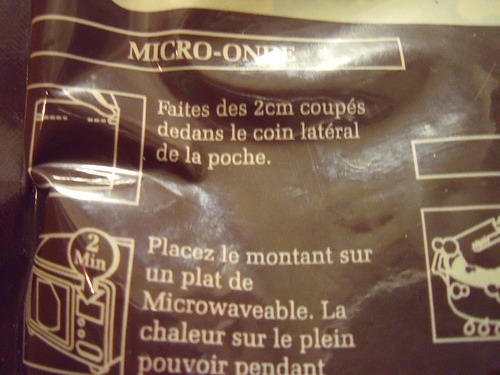 MICRO-ONDE
Faites des 2cm coupés
dedans le coin latéral
de la poche.
2
Min
Placez le montant sur
un plat de
Microwaveable. La
chaleur sur le plein
pouvoir pendant